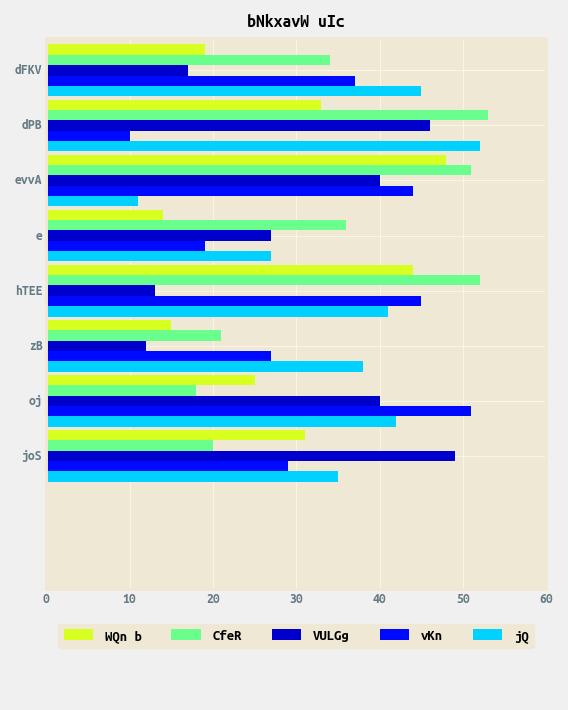 bNkxavW uIc
dFKV
dPB
evvA
e
hTEE
zB
oj
joS
0 10 20 30 40 50 60
WQn b CfeR VULGg vKn jQ